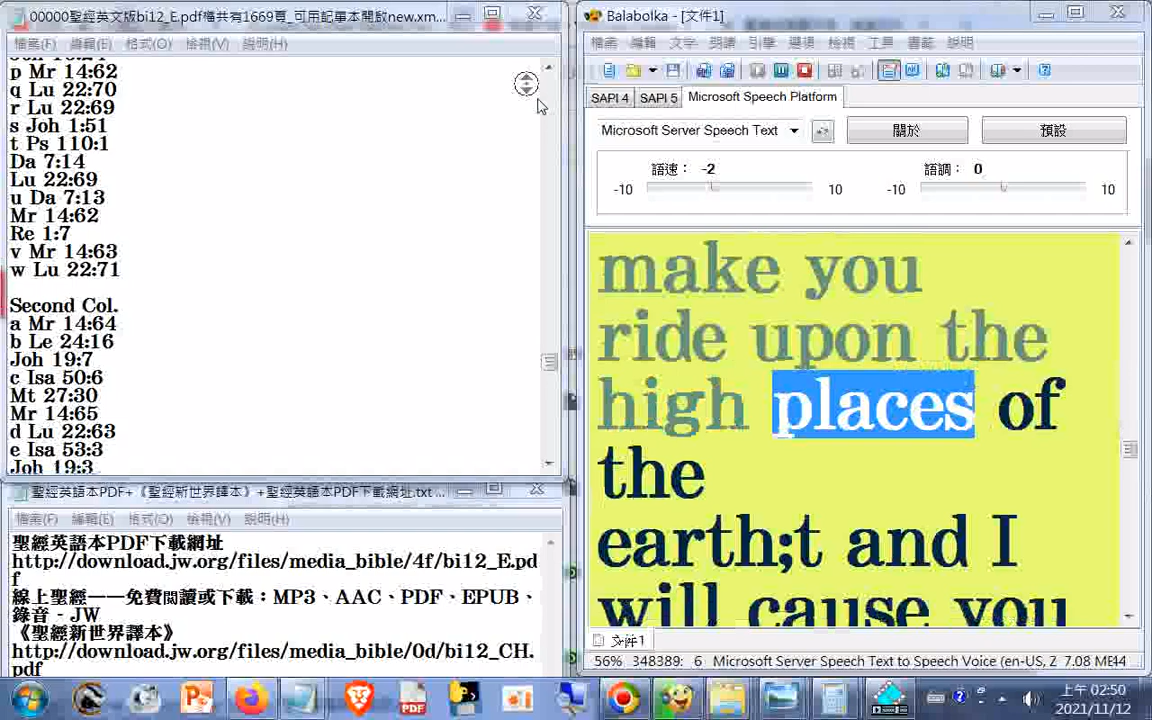 00000聖經英文版bi12_E.pdf檔共有1669頁_可用記事本開啟new.xm...
檔案(F) 編輯(E) 格式(O) 檢視(V) 說明(H)
p Mr 14:62
q Lu 22:70
r Lu 22:69
s Joh 1:51
t Ps 110:1
Da 7:14
Lu 22:69
u Da 7:13
Mr 14:62
Re 1:7
v Mr 14:63
w Lu 22:71
Second Col.
a Mr 14:64
b Le 24:16
Joh 19:7
c Isa 50:6
Mt 27:30
Mr 14:65
d Lu 22:63
e Isa 53:3
Joh 19:3
聖經英語本PDF+《聖經新世界譯本》+聖經英語本PDF下載網址.txt ...
檔案(F) 編輯(E) 格式(O) 檢視(V) 說明(H)
聖經英語本PDF下載網址
http://download.jw.org/files/media_bible/4f/bi12_E.pd
f
線上聖經——免費閱讀或下載：MP3、AAC、PDF、EPUB、
錄音 - JW
《聖經新世界譯本》
http://download.jw.org/files/media_bible/0d/bi12_CH.
pdf
Balabolka - [文件1]
檔案 編輯 文字 閱讀 引擎 選項 檢視 工具 書籤 說明
SAPI 4 SAPI 5 Microsoft Speech Platform
Microsoft Server Speech Text 關於 預設
語速： -2 語調： 0
-10 10 -10 10
make you
ride upon the
high places of
the
earth;t and I
will cause you
文件1
56% 348389: 6 Microsoft Server Speech Text to Speech Voice (en-US, Z 7.08 ME44
PDF
上午 02:50
2021/11/12